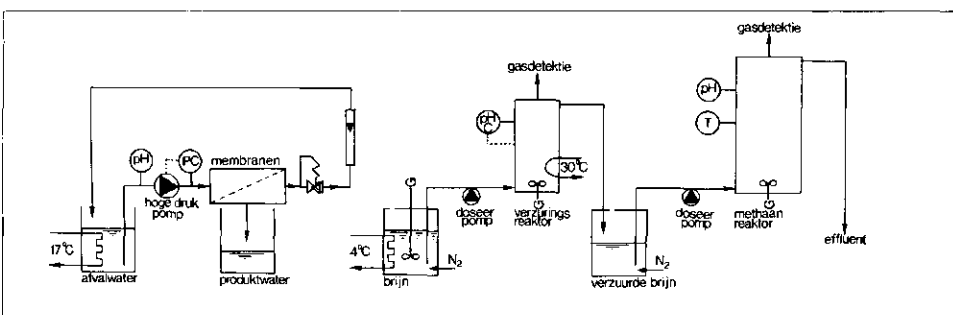 pH
PC
hoge druk
pomp
membranen
17°C
afvalwater
produktwater
4°C
G
N₂
brijn
doseer
pomp
gasdetektie
pH
C
30°C
G
verzurings
reaktor
N₂
verzuurde brijn
doseer
pomp
gasdetektie
pH
T
G
methaan
reaktor
effluent